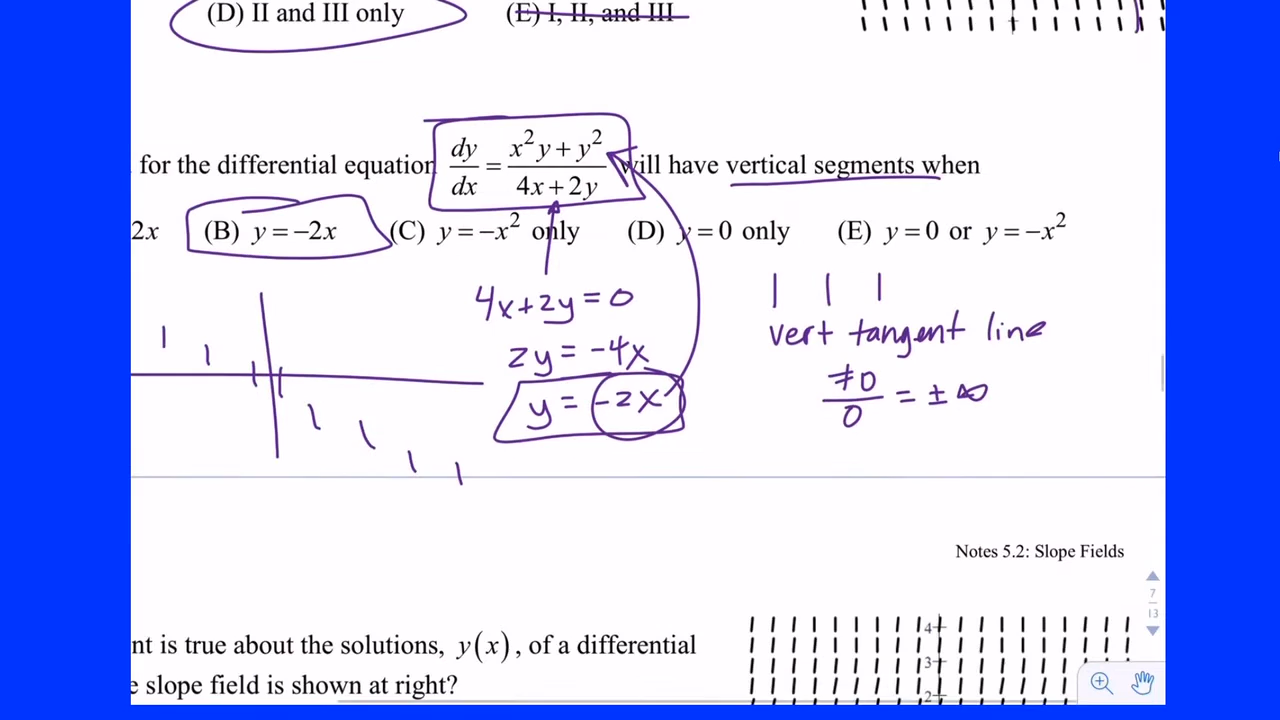 (D) II and III only (E) I, II, and III
for the differential equation dy/dx = (x²y + y²)/(4x + 2y) will have vertical segments when
2x (B) y = −2x (C) y = −x² only (D) y = 0 only (E) y = 0 or y = −x²
4x+2y = 0
2y = -4x
y = -2x
vert tangent line
≠0/0 = ±∞
Notes 5.2: Slope Fields
7
13
nt is true about the solutions, y(x), of a differential
e slope field is shown at right?
4
3
2